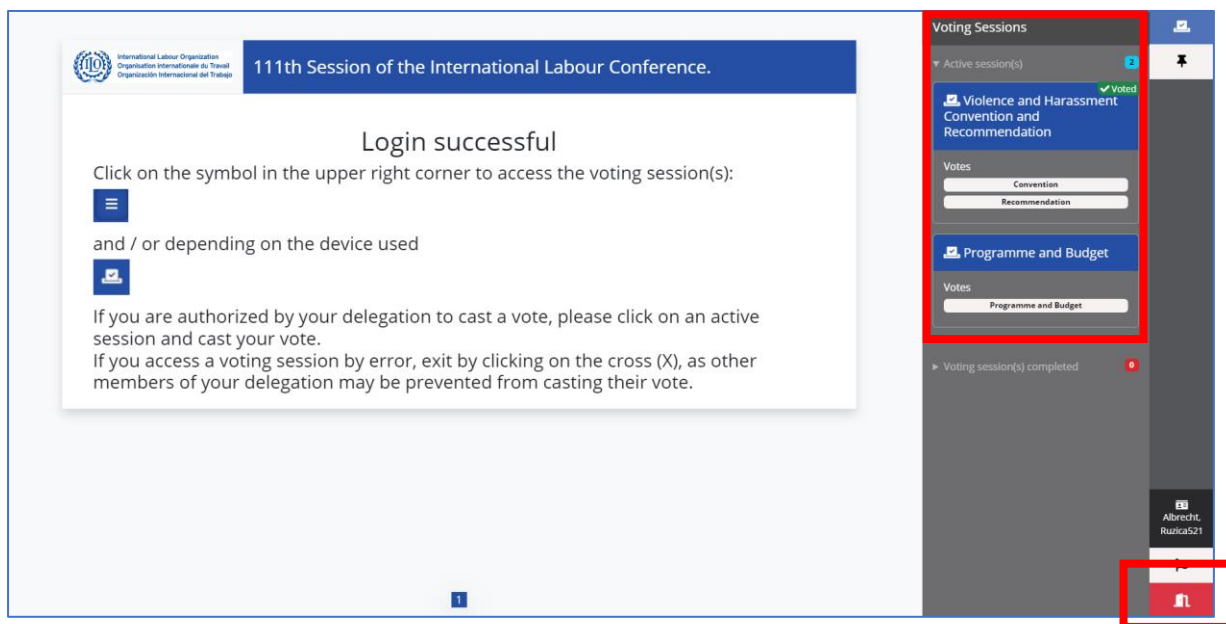 International Labour Organization
Organisation internationale du Travail
Organización Internacional del Trabajo
111th Session of the International Labour Conference.
Login successful
Click on the symbol in the upper right corner to access the voting session(s):
and / or depending on the device used
If you are authorized by your delegation to cast a vote, please click on an active
session and cast your vote.
If you access a voting session by error, exit by clicking on the cross (X), as other
members of your delegation may be prevented from casting their vote.
1
Voting Sessions
Active session(s) 2
Voted
Violence and Harassment
Convention and
Recommendation
Votes
Convention
Recommendation
Programme and Budget
Votes
Programme and Budget
Voting session(s) completed 0
Albrecht,
Ruzica521